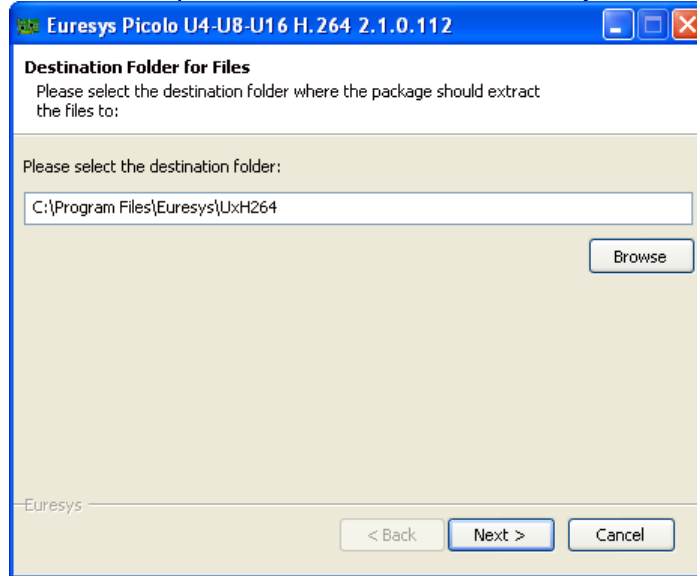 Euresys Picolo U4-U8-U16 H.264 2.1.0.112
Destination Folder for Files
Please select the destination folder where the package should extract
the files to:
Please select the destination folder:
C:\Program Files\Euresys\UxH264
Browse
Euresys
< Back Next > Cancel